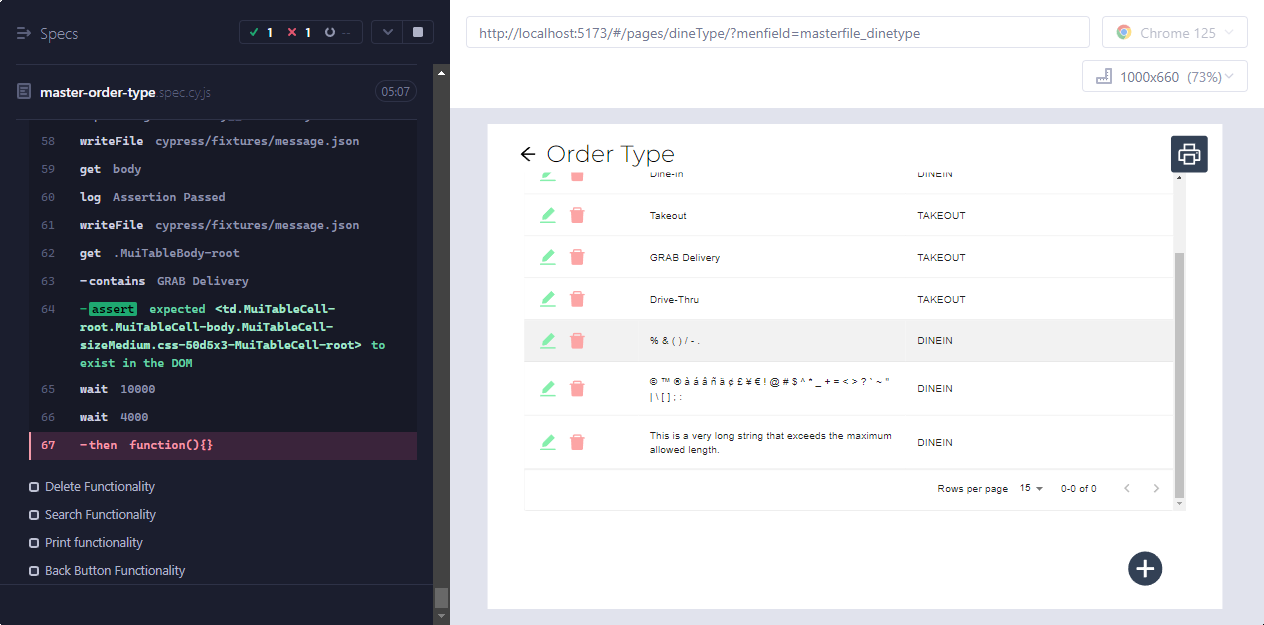 Specs
1
1
--
master-order-type.spec.cy.js
05:07
58 writeFile cypress/fixtures/message.json
59 get body
60 log Assertion Passed
61 writeFile cypress/fixtures/message.json
62 get .MuiTableBody-root
63 -contains GRAB Delivery
64 -assert expected <td.MuiTableCell-
root.MuiTableCell-body.MuiTableCell-
sizeMedium.css-50d5x3-MuiTableCell-root> to
exist in the DOM
65 wait 10000
66 wait 4000
67 -then function(){}
Delete Functionality
Search Functionality
Print functionality
Back Button Functionality
http://localhost:5173/#/pages/dineType/?menfield=masterfile_dinetype
Chrome 125
1000x660 (73%)
Order Type
Dine-In DINEIN
Takeout TAKEOUT
GRAB Delivery TAKEOUT
Drive-Thru TAKEOUT
% & ( ) / - . DINEIN
© ™ ® à á â ñ ä ¢ £ ¥ € ! @ # $ ^ * _ + = < > ? ` ~ " DINEIN
| \ [ ] ; :
This is a very long string that exceeds the maximum DINEIN
allowed length.
Rows per page 15 0-0 of 0